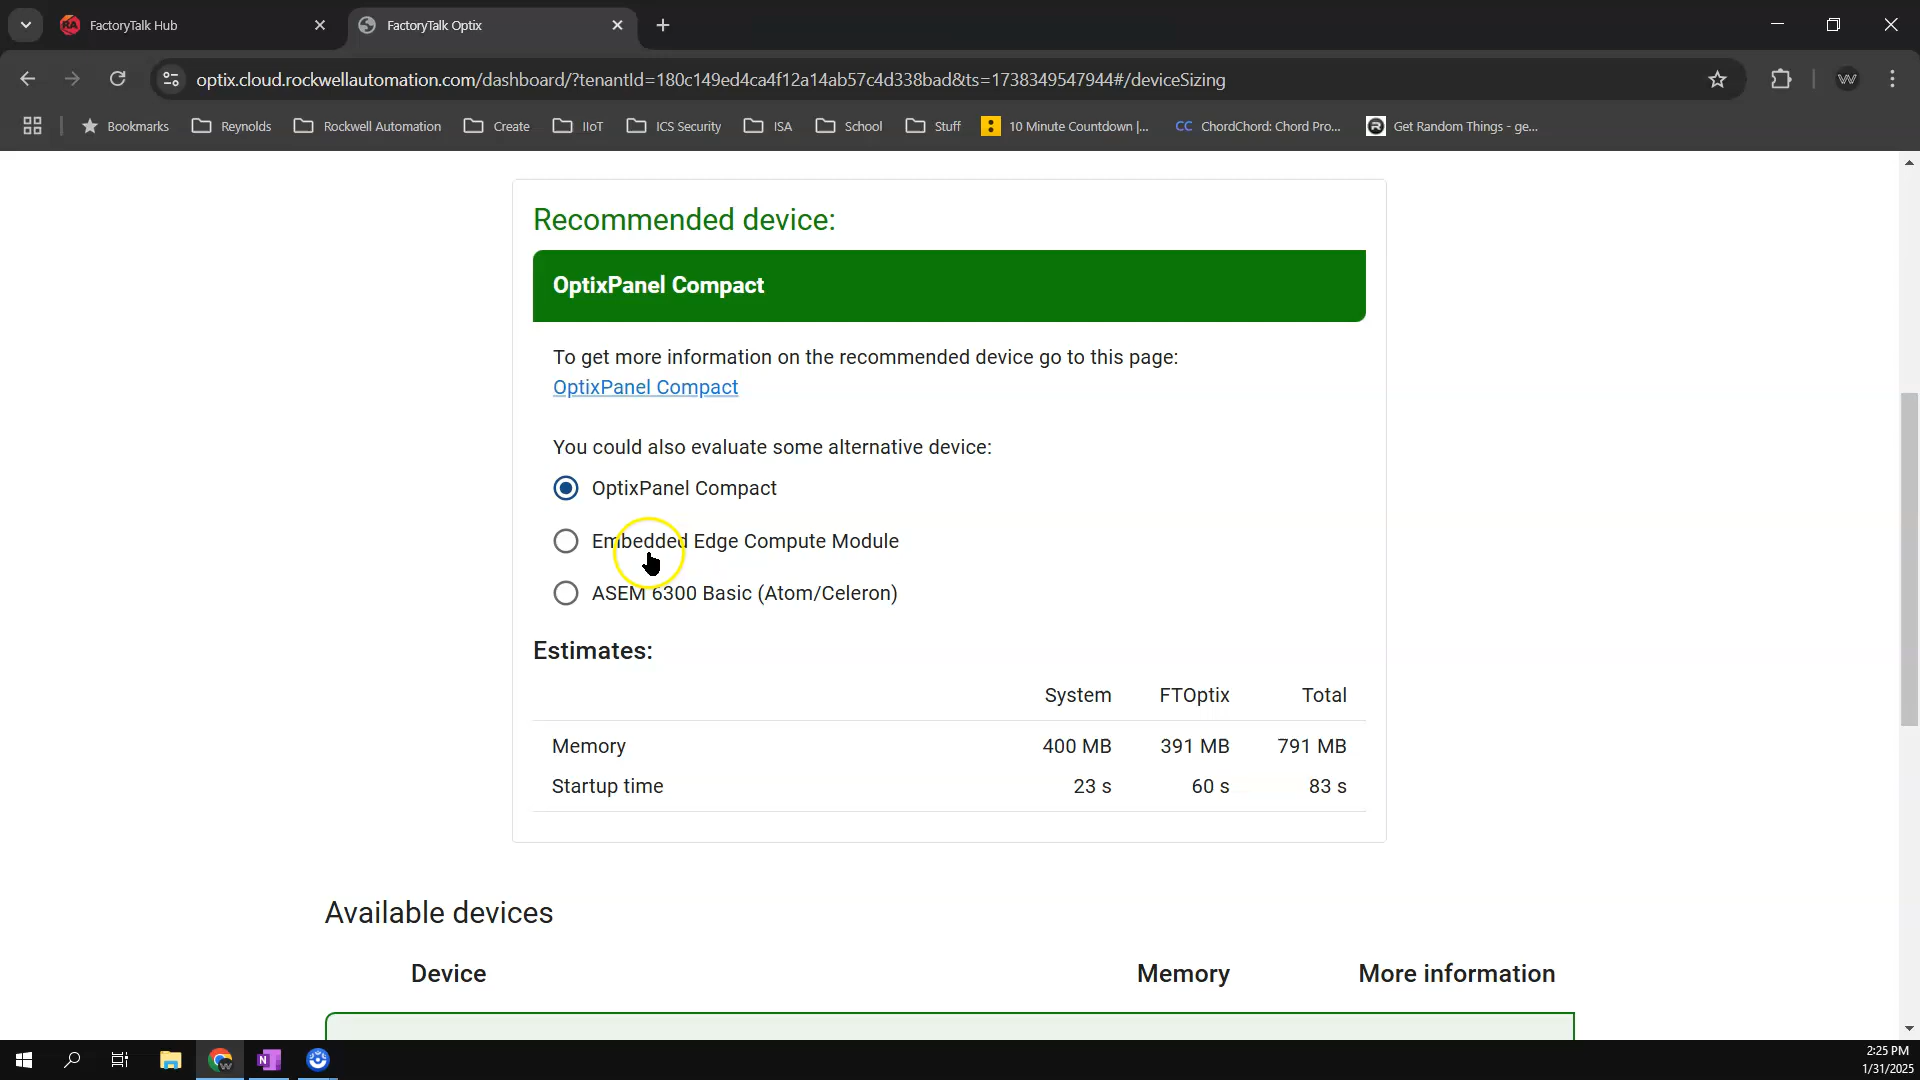 FactoryTalk Hub
FactoryTalk Optix
optix.cloud.rockwellautomation.com/dashboard/?tenantId=180c149ed4ca4f12a14ab57c4d338bad&ts=1738349547944#/deviceSizing
Bookmarks
Reynolds
Rockwell Automation
Create
IIoT
ICS Security
ISA
School
Stuff
10 Minute Countdown |...
CC ChordChord: Chord Pro...
Get Random Things - ge...
Recommended device:
OptixPanel Compact
To get more information on the recommended device go to this page:
OptixPanel Compact
You could also evaluate some alternative device:
OptixPanel Compact
Embedded Edge Compute Module
ASEM 6300 Basic (Atom/Celeron)
Estimates:
System FTOptix Total
Memory 400 MB 391 MB 791 MB
Startup time 23 s 60 s 83 s
Available devices
Device Memory More information
2:25 PM
1/31/2025